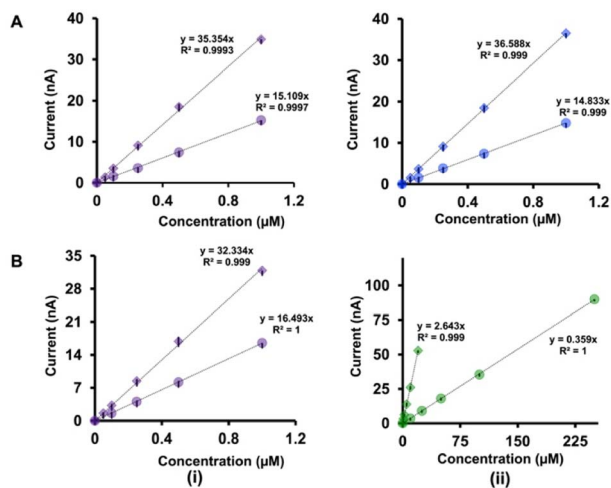 A
40
30
20
10
0
Current (nA)
y = 35.354x
R² = 0.9993
y = 15.109x
R² = 0.9997
0.0
0.4
0.8
1.2
Concentration (µM)
40
30
20
10
0
Current (nA)
y = 36.588x
R² = 0.999
y = 14.833x
R² = 0.999
0.0
0.4
0.8
1.2
Concentration (µM)
B
35
28
21
14
7
0
Current (nA)
y = 32.334x
R² = 0.999
y = 16.493x
R² = 1
0.0
0.4
0.8
1.2
Concentration (µM)
(i)
100
75
50
25
0
Current (nA)
y = 2.643x
R² = 0.999
y = 0.359x
R² = 1
0
75
150
225
Concentration (µM)
(ii)